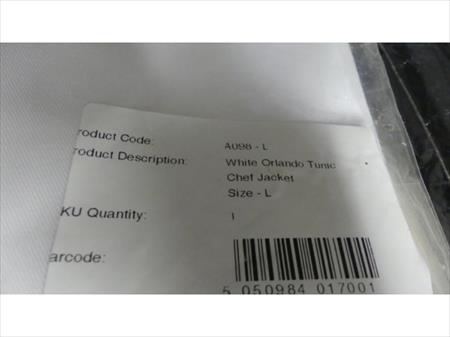 roduct Code: A098 - L
roduct Description: White Orlando Tunic
Chef Jacket
Size - L
KU Quantity: 1
arcode:
5 050984 017001